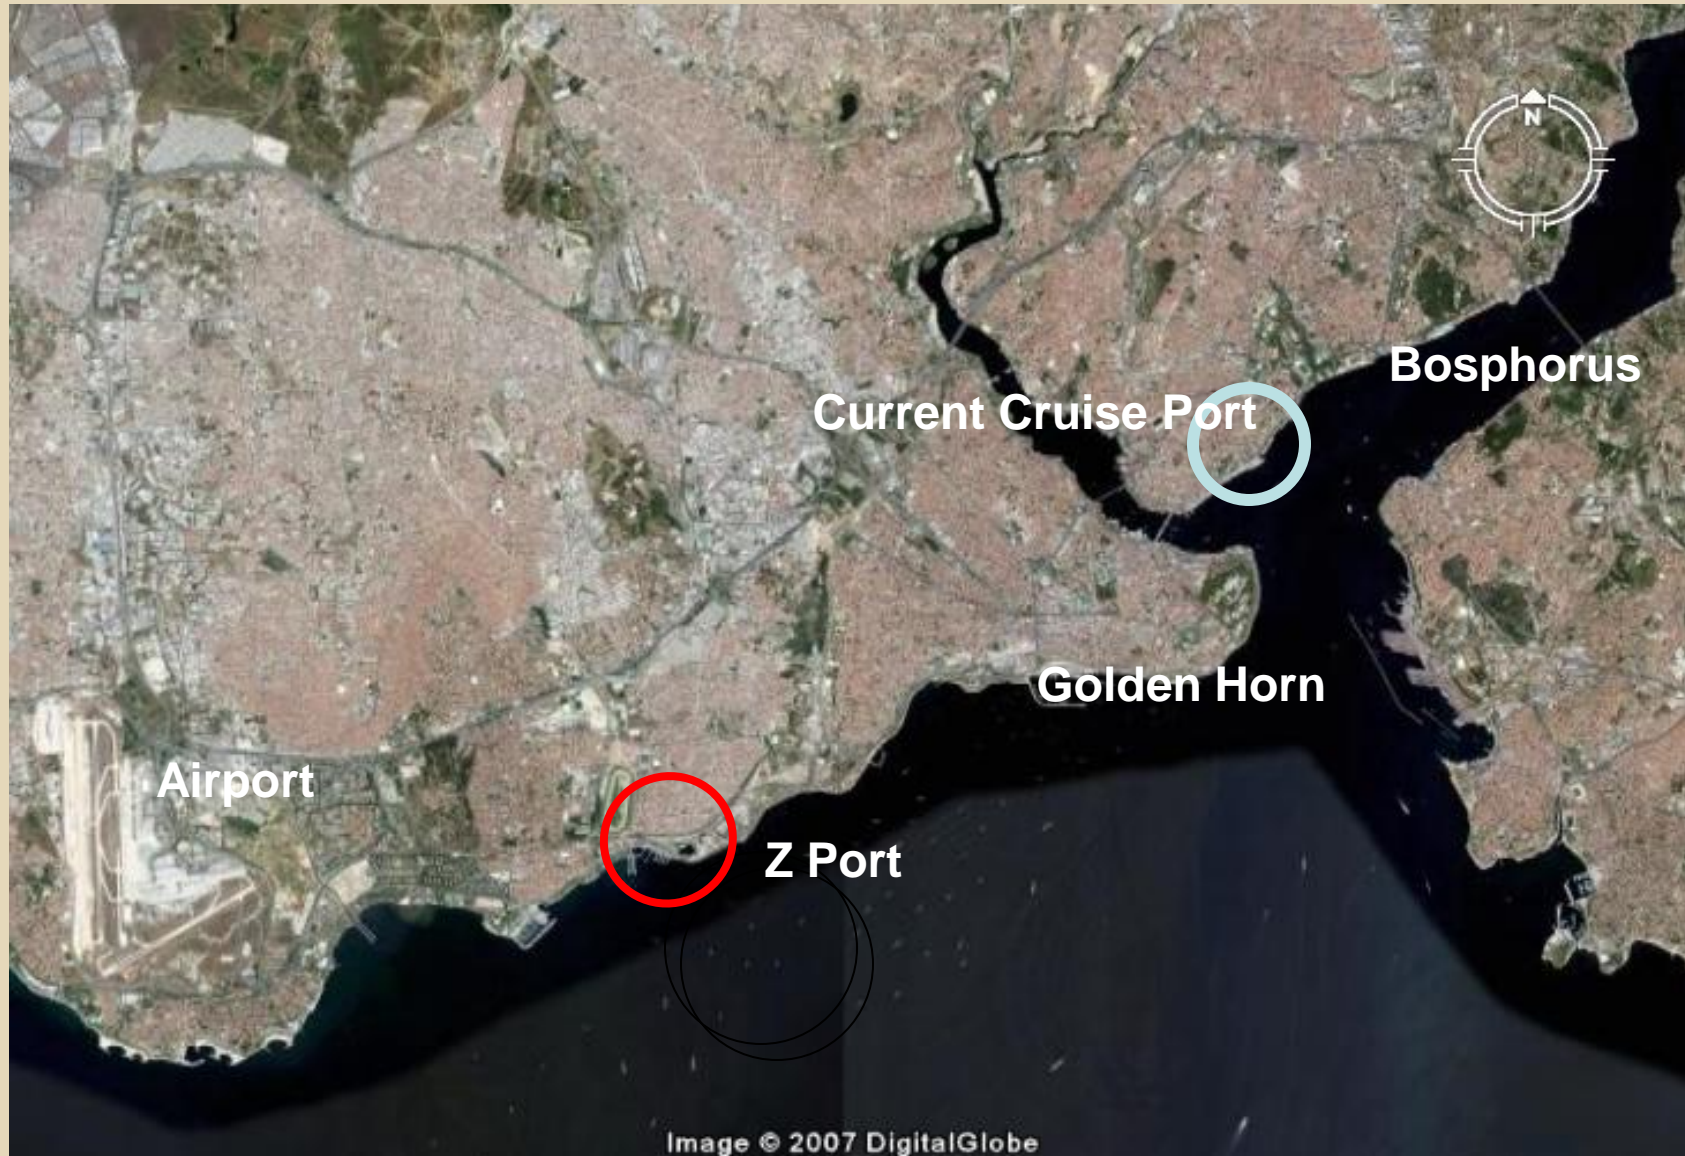 N
Bosphorus
Current Cruise Port
Golden Horn
Airport
Z Port
Image © 2007 DigitalGlobe